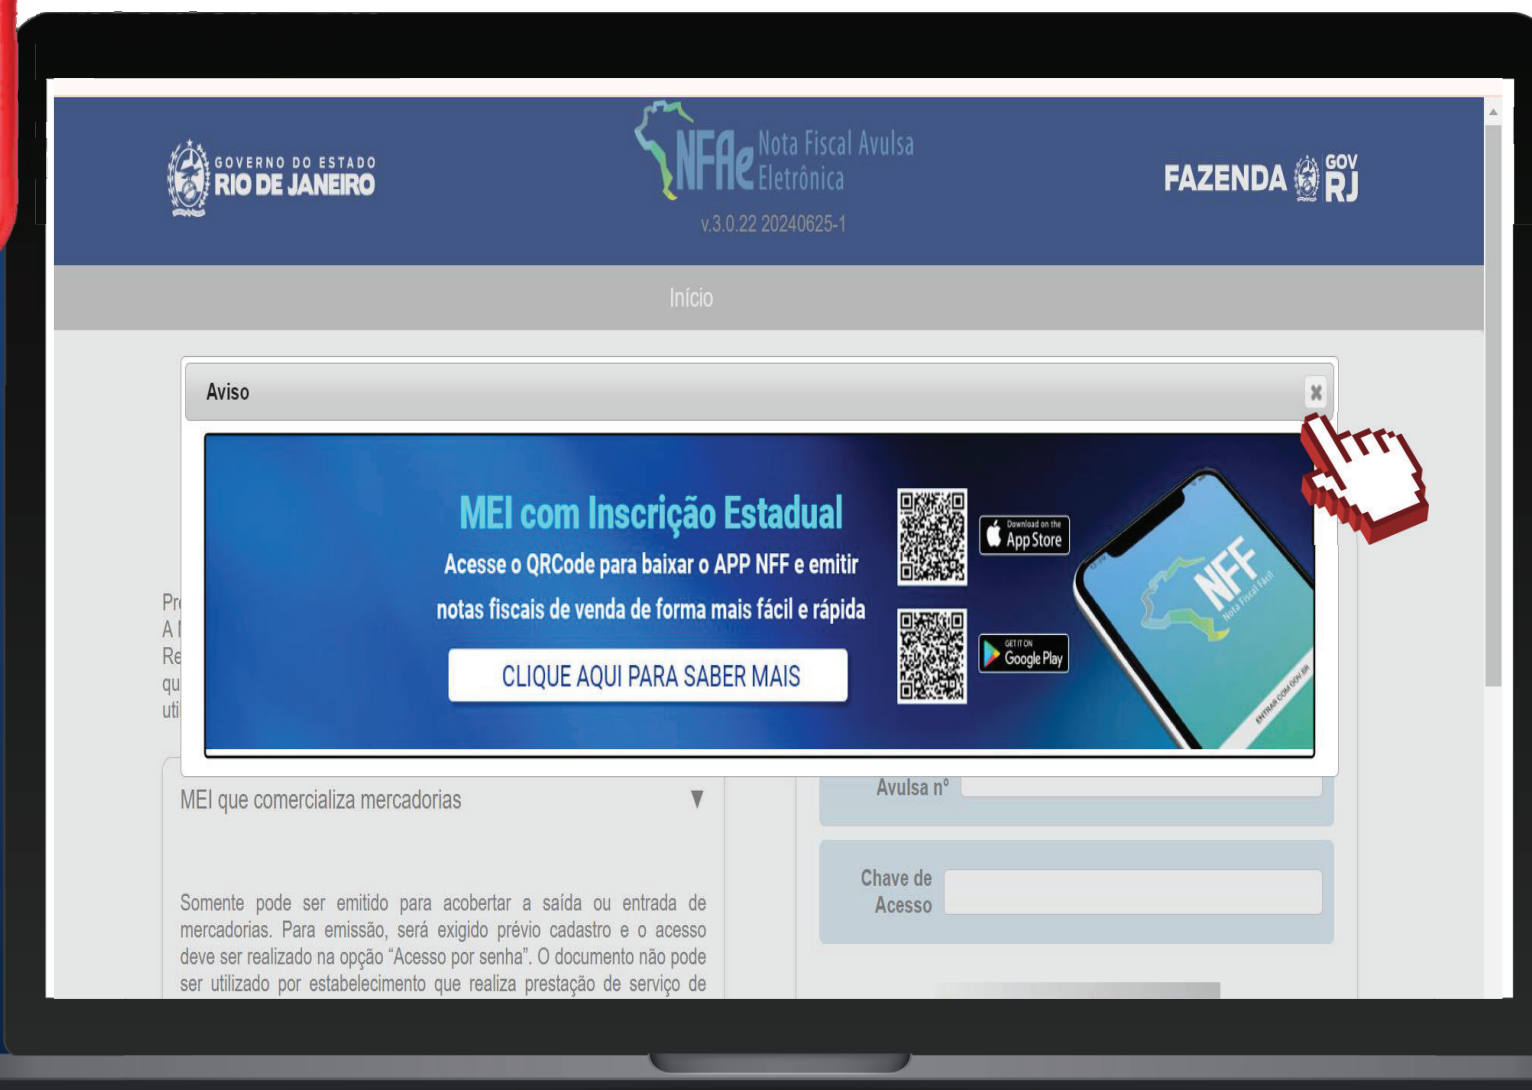 GOVERNO DO ESTADO
RIO DE JANEIRO
NFAe Nota Fiscal Avulsa
Eletrônica
v.3.0.22 20240625-1
FAZENDA GOV
RJ
Início
Aviso
MEI com Inscrição Estadual
Acesse o QRCode para baixar o APP NFF e emitir
notas fiscais de venda de forma mais fácil e rápida
CLIQUE AQUI PARA SABER MAIS
Download on the
App Store
GET IT ON
Google Play
NFF
Nota Fiscal Fácil
ENTRAR COM GOV.BR
MEI que comercializa mercadorias
Avulsa nº
Chave de
Acesso
Somente pode ser emitido para acobertar a saída ou entrada de
mercadorias. Para emissão, será exigido prévio cadastro e o acesso
deve ser realizado na opção “Acesso por senha”. O documento não pode
ser utilizado por estabelecimento que realiza prestação de serviço de